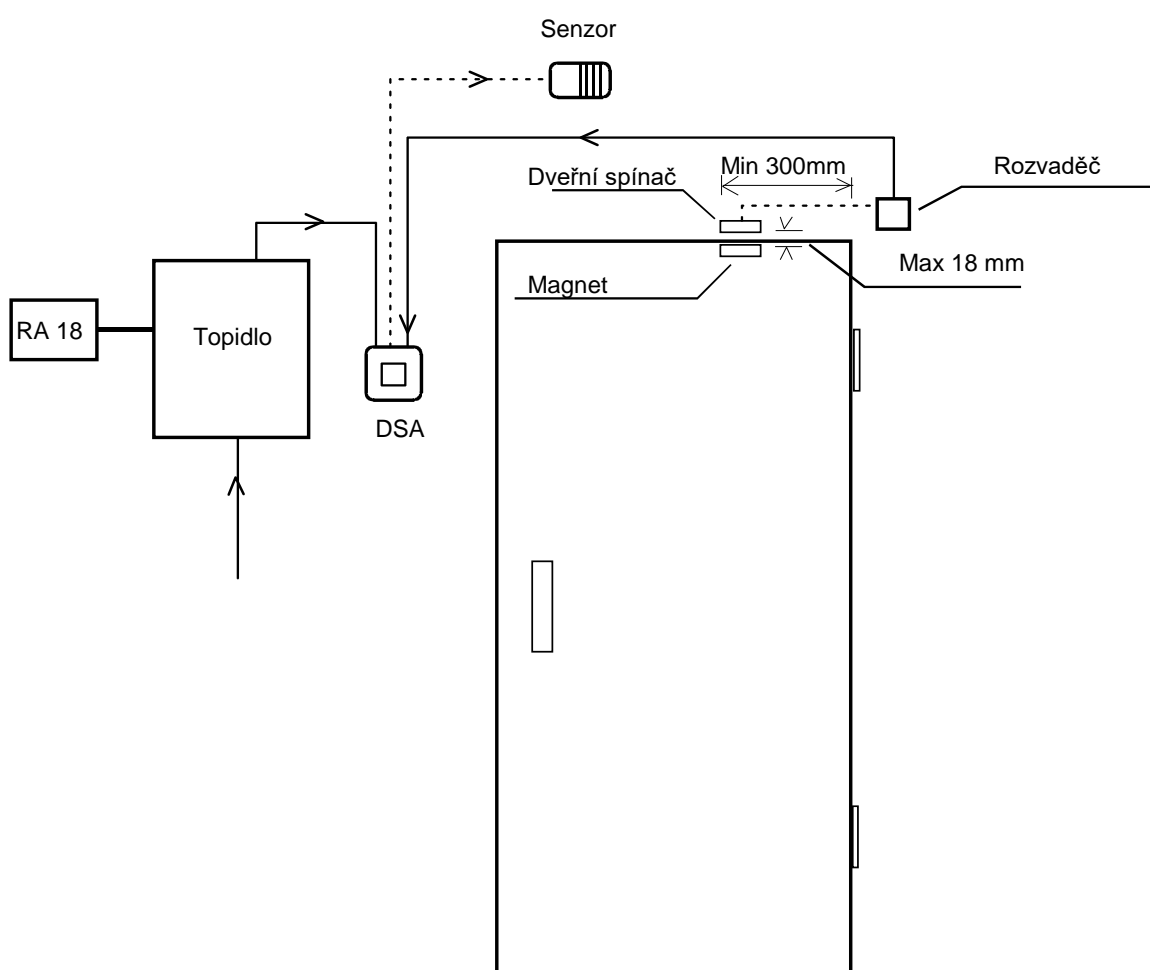 Senzor
Min 300mm
Rozvaděč
Dveřní spínač
Max 18 mm
Magnet
RA 18
Topidlo
DSA